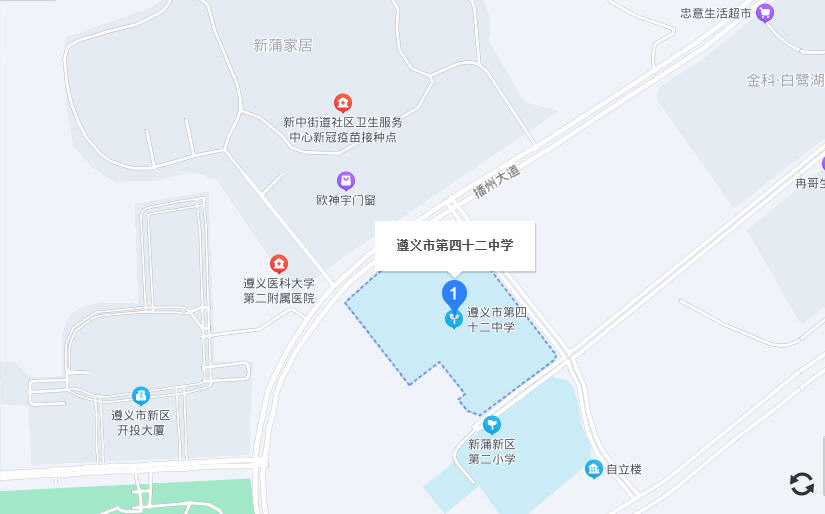 忠意生活超市
新蒲家居
金科·白鹭湖
新中街道社区卫生服务
中心新冠疫苗接种点
播州大道
冉哥生
欧神宇门窗
遵义市第四十二中学
遵义医科大学
第二附属医院
1
遵义市第四
十二中学
遵义市新区
开投大厦
新蒲新区
第二小学
自立楼